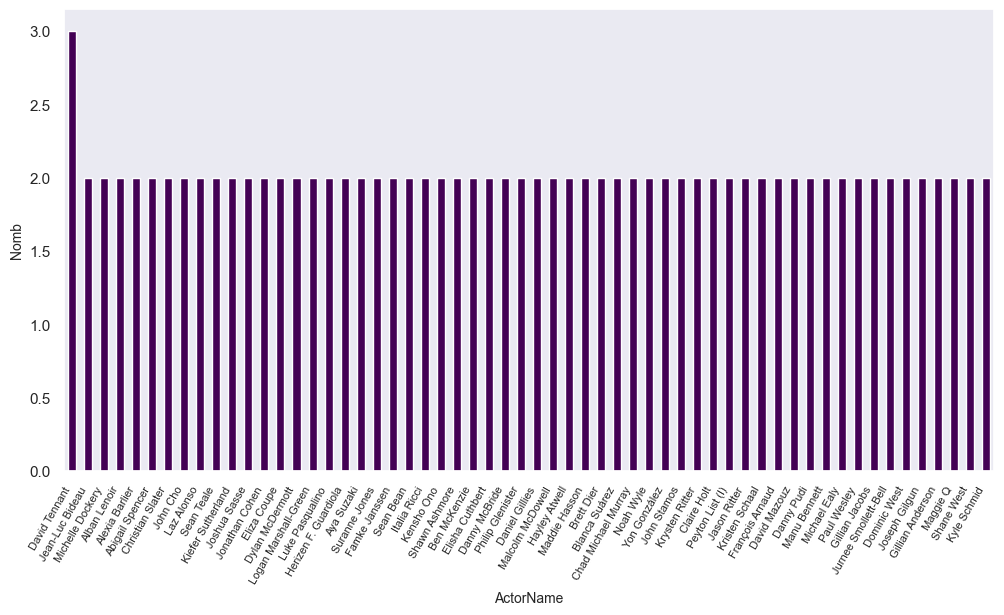 3.0
2.5
2.0
1.5
1.0
0.5
0.0
Nomb
David Tennant
Jean-Luc Bideau
Michelle Dockery
Alban Lenoir
Alexia Barlier
Abigail Spencer
Christian Slater
John Cho
Laz Alonso
Sean Teale
Kiefer Sutherland
Joshua Sasse
Jonathan Cohen
Eliza Coupe
Dylan McDermott
Logan Marshall-Green
Luke Pasqualino
Herizen F. Guardiola
Aya Suzaki
Suranne Jones
Famke Janssen
Sean Bean
Italia Ricci
Kensho Ono
Shawn Ashmore
Ben McKenzie
Elisha Cuthbert
Danny McBride
Philip Glenister
Daniel Gillies
Malcolm McDowell
Hayley Atwell
Maddie Hasson
Brett Dier
Blanca Suárez
Chad Michael Murray
Noah Wyle
Yon González
John Stamos
Krysten Ritter
Claire Holt
Peyton List (I)
Jason Ritter
Kristen Schaal
François Arnaud
David Mazouz
Danny Pudi
Manu Bennett
Michael Ealy
Paul Wesley
Gillian Jacobs
Jurnee Smollett-Bell
Dominic West
Joseph Gilgun
Gillian Anderson
Maggie Q
Shane West
Kyle Schmid
ActorName